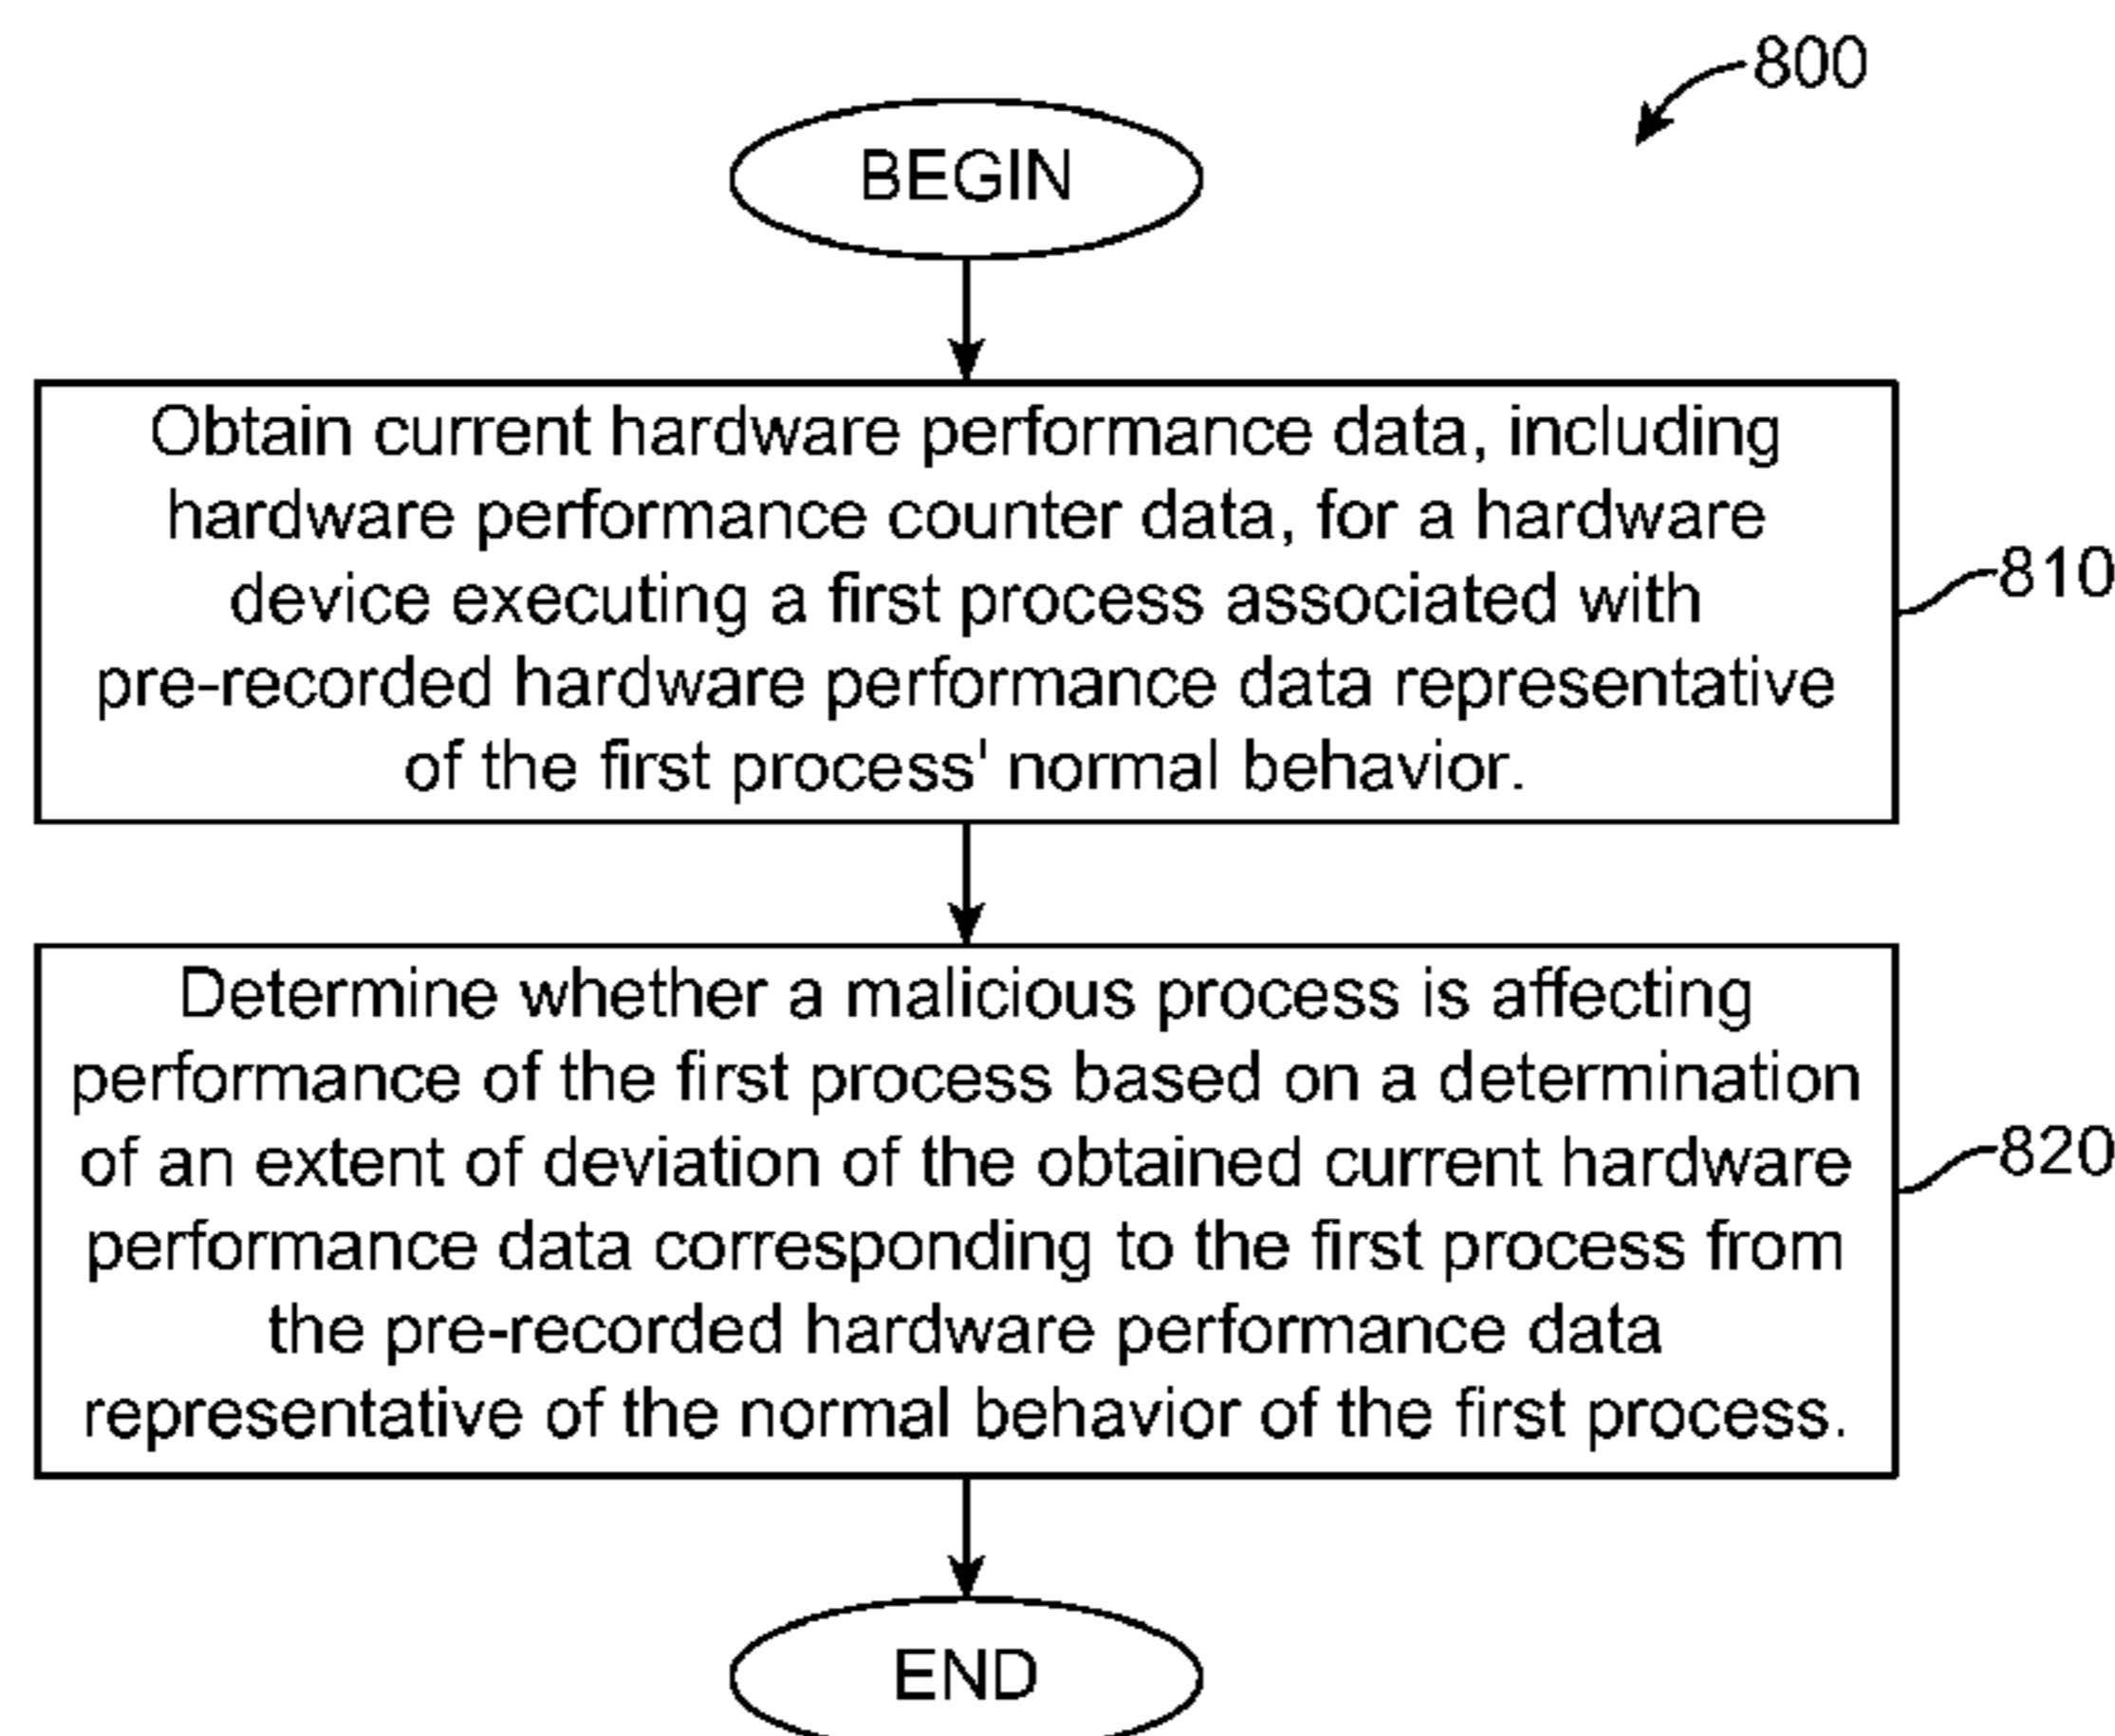 800
BEGIN
Obtain current hardware performance data, including
hardware performance counter data, for a hardware
device executing a first process associated with
pre-recorded hardware performance data representative
of the first process' normal behavior.
810
Determine whether a malicious process is affecting
performance of the first process based on a determination
of an extent of deviation of the obtained current hardware
performance data corresponding to the first process from
the pre-recorded hardware performance data
representative of the normal behavior of the first process.
820
END